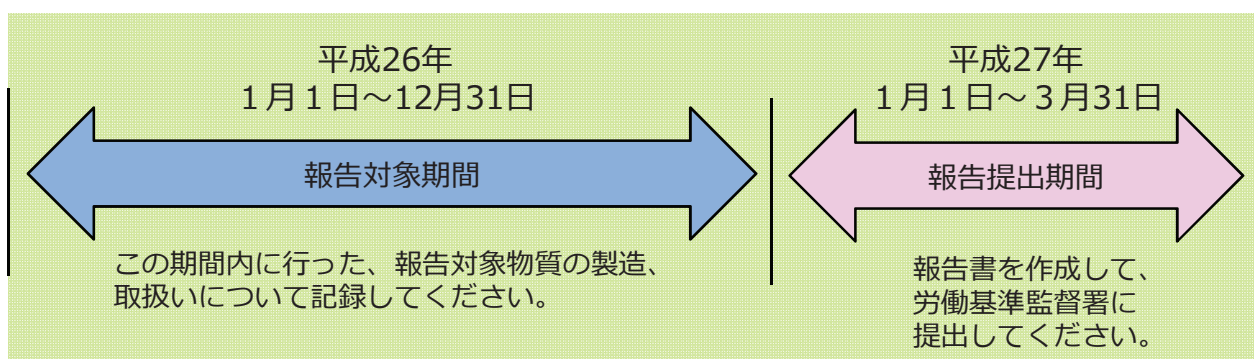 平成26年
１月１日～12月31日
報告対象期間
この期間内に行った、報告対象物質の製造、
取扱いについて記録してください。
平成27年
１月１日～３月31日
報告提出期間
報告書を作成して、
労働基準監督署に
提出してください。